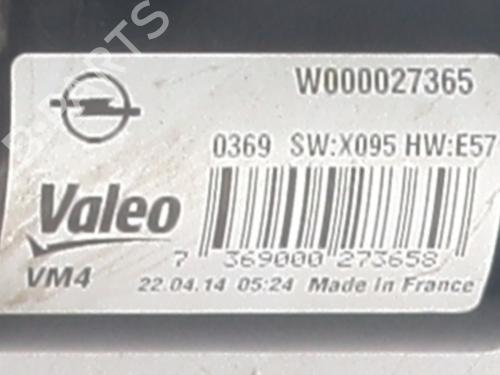 B-PARTS
W000027365
0369 SW:X095 HW:E57
Valeo
7 369000 273658
VM4
22.04.14 05:24 Made In France